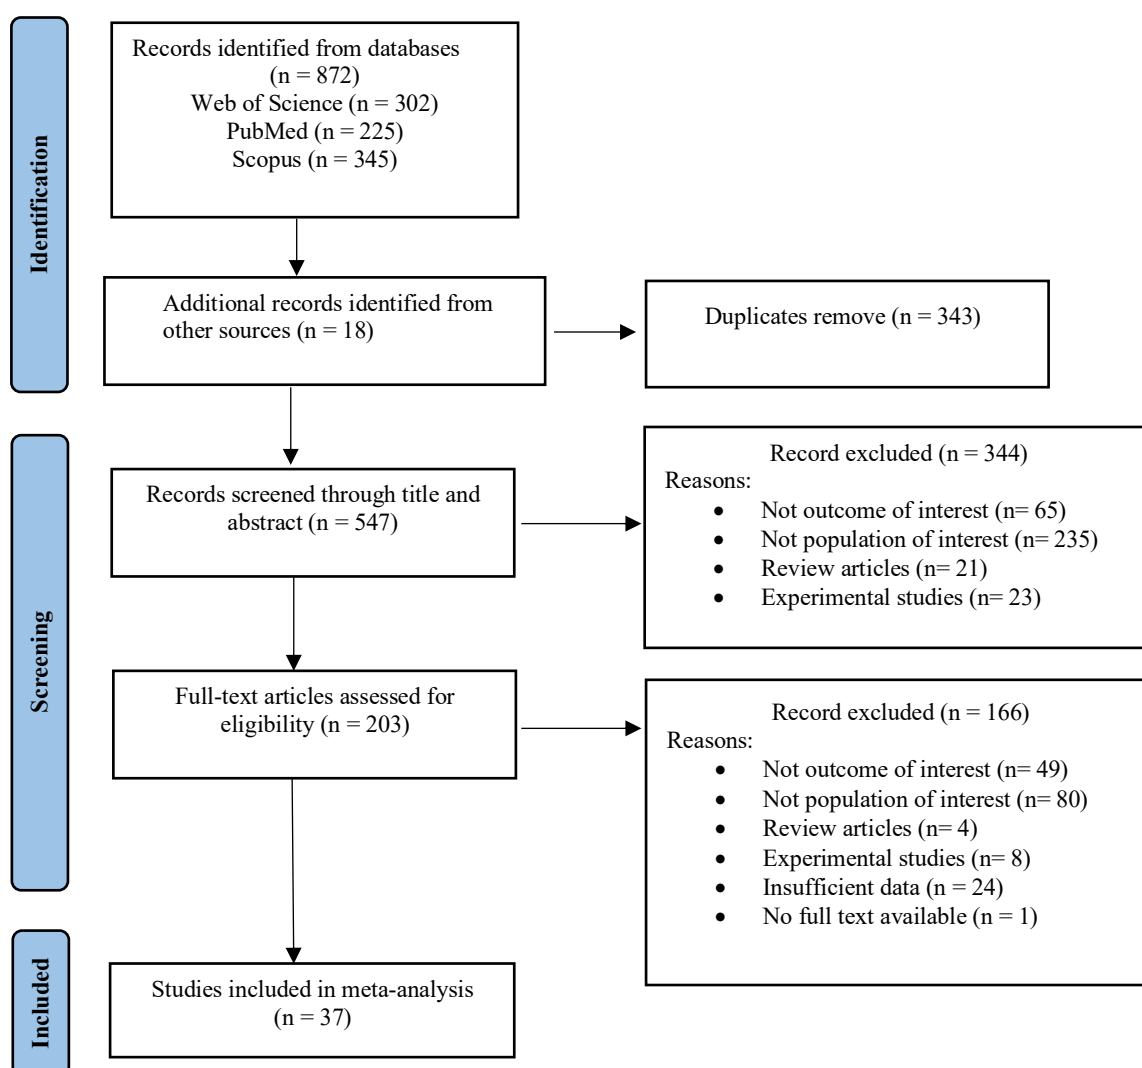 Identification
Records identified from databases
(n = 872)
Web of Science (n = 302)
PubMed (n = 225)
Scopus (n = 345)
Additional records identified from
other sources (n = 18)
Duplicates remove (n = 343)
Screening
Records screened through title and
abstract (n = 547)
Record excluded (n = 344)
Reasons:
• Not outcome of interest (n= 65)
• Not population of interest (n= 235)
• Review articles (n= 21)
• Experimental studies (n= 23)
Full-text articles assessed for
eligibility (n = 203)
Record excluded (n = 166)
Reasons:
• Not outcome of interest (n= 49)
• Not population of interest (n= 80)
• Review articles (n= 4)
• Experimental studies (n= 8)
• Insufficient data (n = 24)
• No full text available (n = 1)
Included
Studies included in meta-analysis
(n = 37)